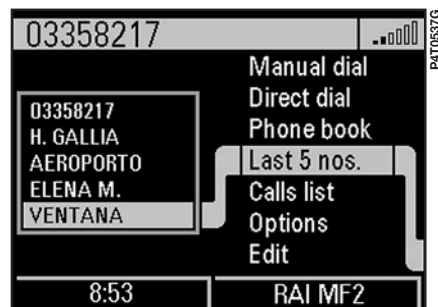 03358217
P4T0537G
Manual dial
Direct dial
Phone book
Last 5 nos.
Calls list
Options
Edit
03358217
H. GALLIA
AEROPORTO
ELENA M.
VENTANA
8:53
RAI MF2